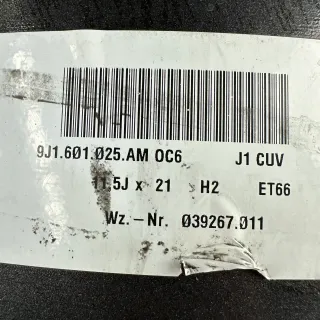 9J1.601.025.AM OC6 J1 CUV
11,5J x 21 H2 ET66
Wz.-Nr. 039267.011